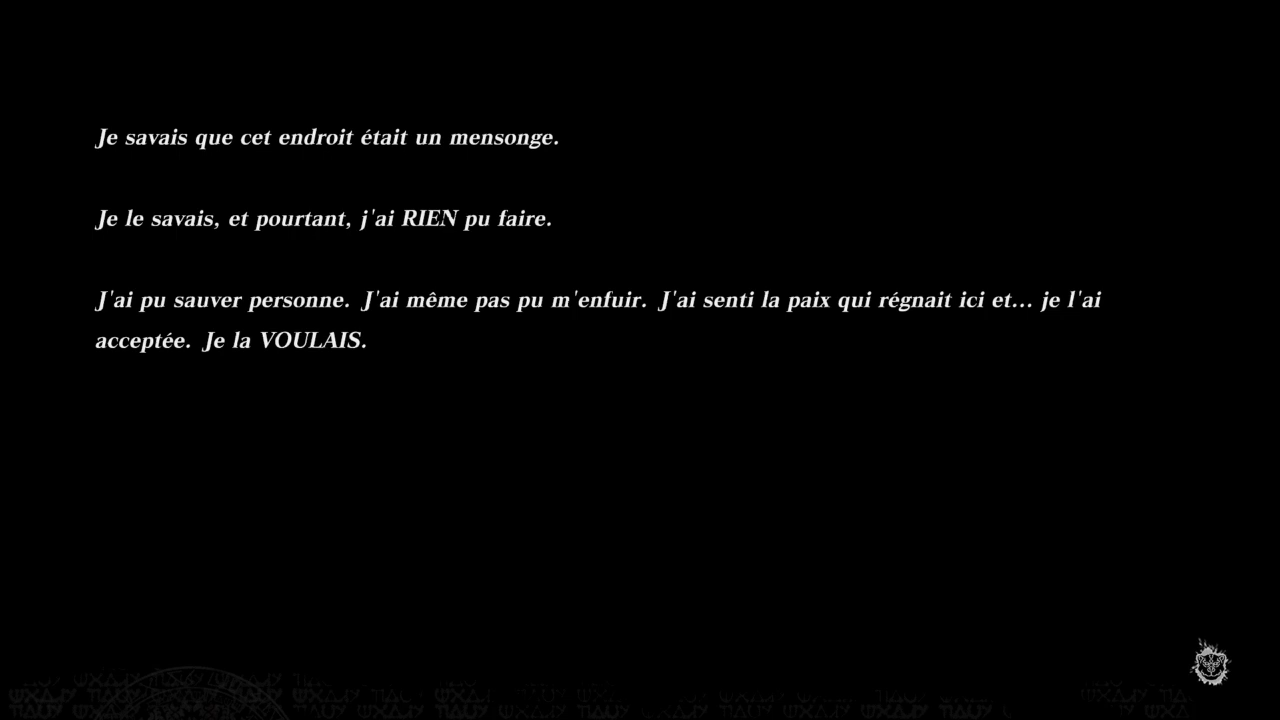 Je savais que cet endroit était un mensonge.
Je le savais, et pourtant, j'ai RIEN pu faire.
J'ai pu sauver personne. J'ai même pas pu m'enfuir. J'ai senti la paix qui régnait ici et... je l'ai
acceptée. Je la VOULAIS.